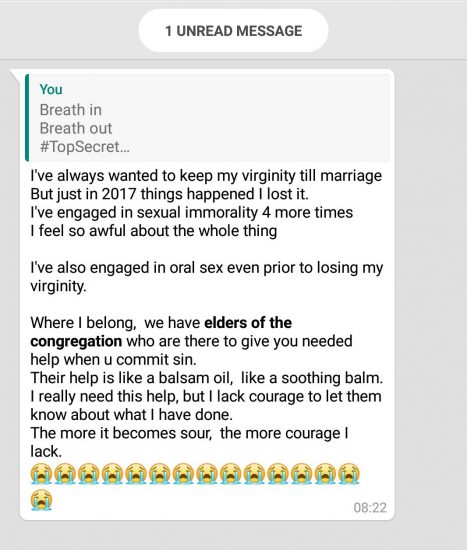 1 UNREAD MESSAGE
You
Breath in
Breath out
#TopSecret...
I've always wanted to keep my virginity till marriage
But just in 2017 things happened I lost it.
I've engaged in sexual immorality 4 more times
I feel so awful about the whole thing
I've also engaged in oral sex even prior to losing my
virginity.
Where I belong, we have elders of the
congregation who are there to give you needed
help when u commit sin.
Their help is like a balsam oil, like a soothing balm.
I really need this help, but I lack courage to let them
know about what I have done.
The more it becomes sour, the more courage I
lack.
😭😭😭😭😭😭😭😭😭😭😭😭😭😭
😭
08:22